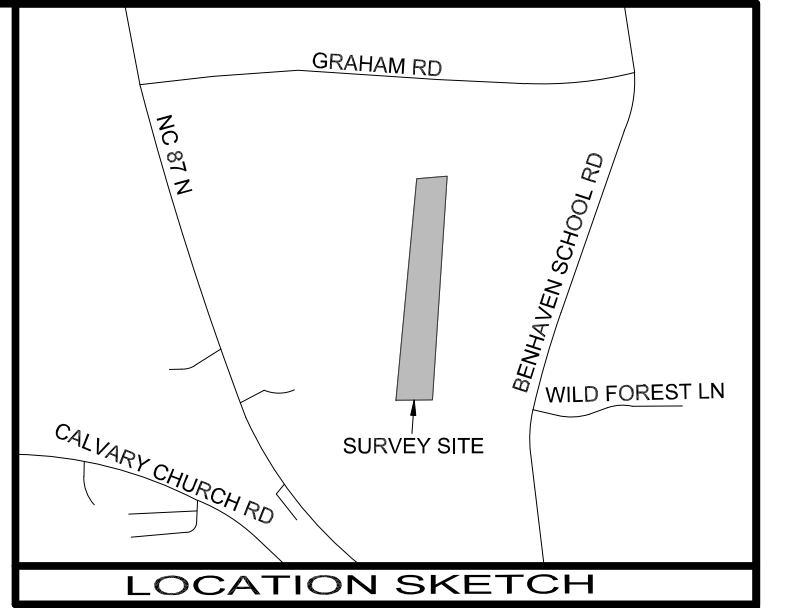 GRAHAM RD
NC 87 N
BENHAVEN SCHOOL RD
WILD FOREST LN
CALVARY CHURCH RD
SURVEY SITE
LOCATION SKETCH